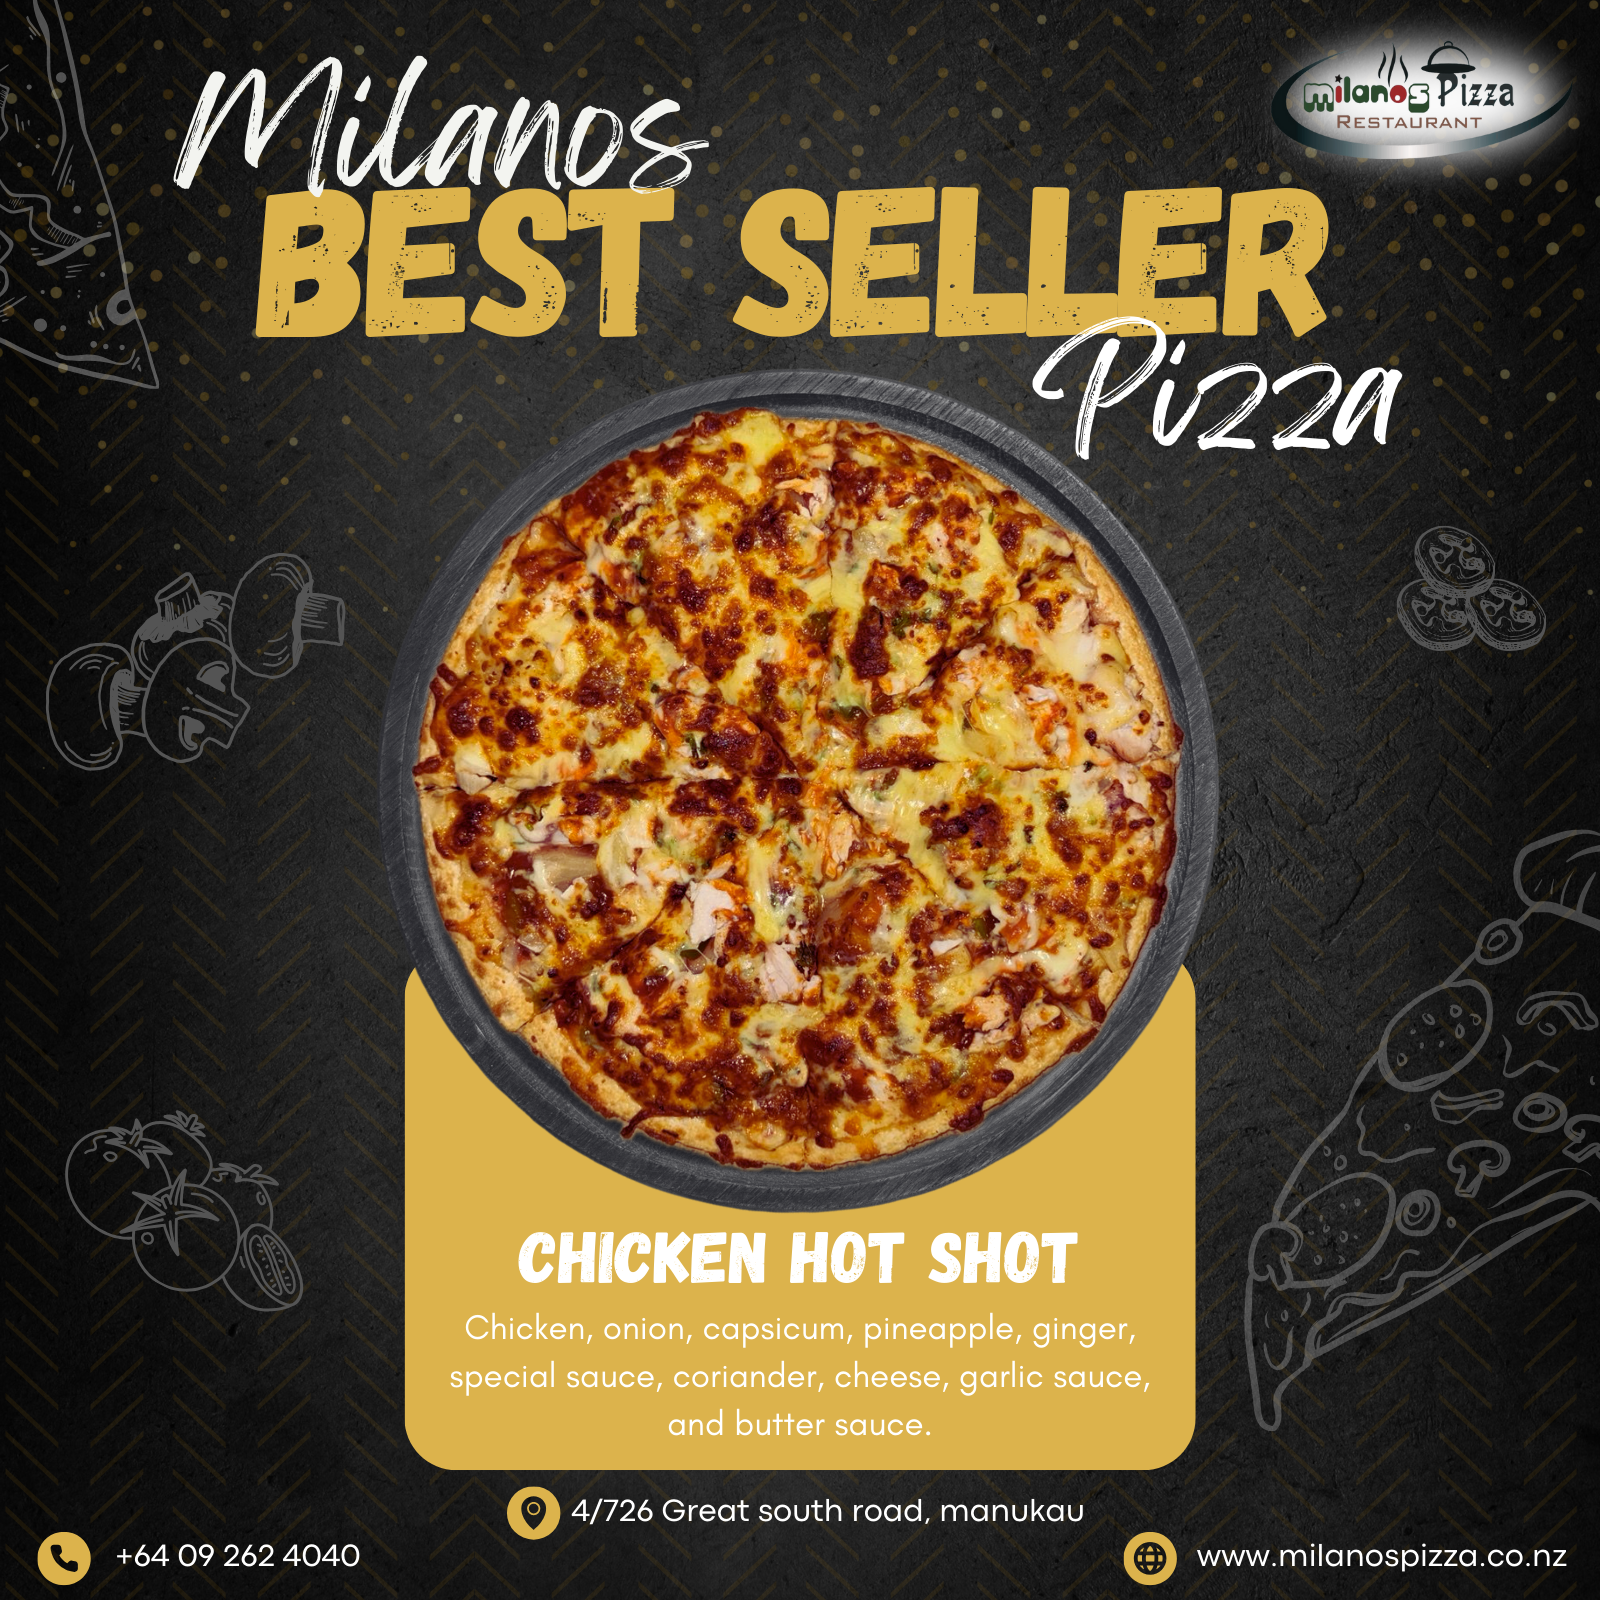 Milanos
BEST SELLER
Pizza
milanos Pizza
RESTAURANT
CHICKEN HOT SHOT
Chicken, onion, capsicum, pineapple, ginger,
special sauce, coriander, cheese, garlic sauce,
and butter sauce.
4/726 Great south road, manukau
+64 09 262 4040
www.milanospizza.co.nz